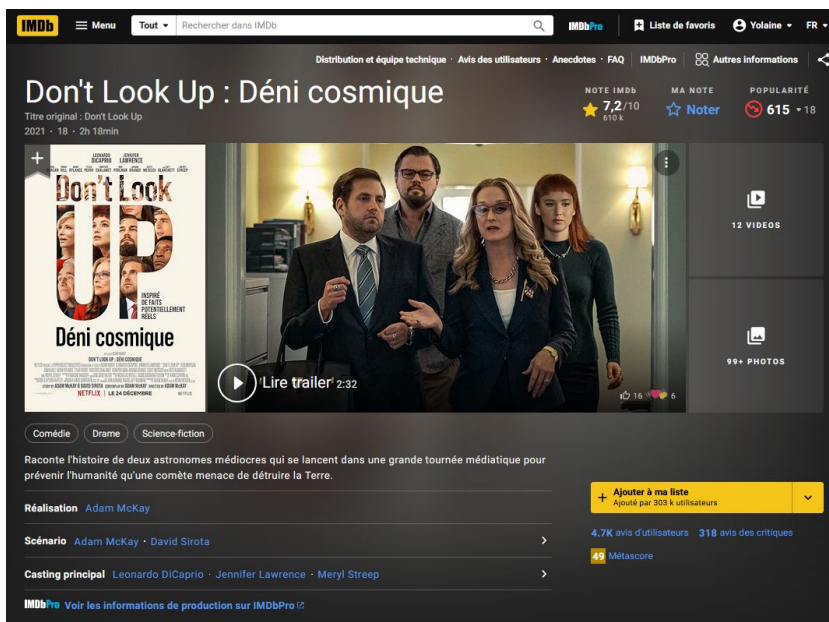 IMDb Menu Tout Rechercher dans IMDb IMDbPro Liste de favoris Yolaine FR
Distribution et équipe technique · Avis des utilisateurs · Anecdotes · FAQ IMDbPro Autres informations
Don't Look Up : Déni cosmique
Titre original : Don't Look Up
2021 · 18 · 2h 18min
NOTE IMDb
7,2/10
610 k
MA NOTE
Noter
POPULARITÉ
615 18
LEONARDO DICAPRIO JENNIFER LAWRENCE
Don't Look
UP
INSPIRÉ
DE FAITS
POTENTIELLEMENT
RÉELS
Déni cosmique
NETFLIX | LE 24 DÉCEMBRE
Lire trailer 2:32
16 6
12 VIDEOS
99+ PHOTOS
Comédie Drame Science-fiction
Raconte l'histoire de deux astronomes médiocres qui se lancent dans une grande tournée médiatique pour
prévenir l'humanité qu'une comète menace de détruire la Terre.
Réalisation Adam McKay
Scénario Adam McKay · David Sirota
Casting principal Leonardo DiCaprio · Jennifer Lawrence · Meryl Streep
IMDbPro Voir les informations de production sur IMDbPro
+ Ajouter à ma liste
Ajouté par 303 k utilisateurs
4.7K avis d'utilisateurs 318 avis des critiques
49 Métascore